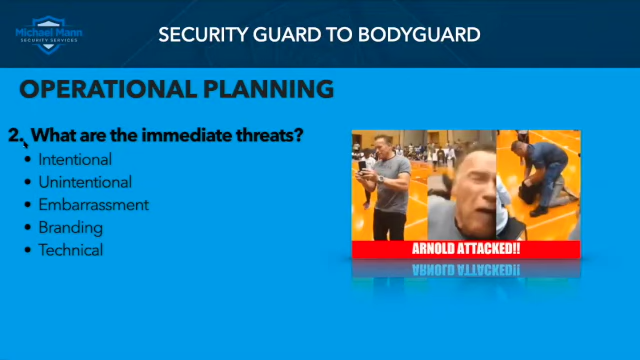 Michael Mann
SECURITY SERVICES
SECURITY GUARD TO BODYGUARD
OPERATIONAL PLANNING
2. What are the immediate threats?
• Intentional
• Unintentional
• Embarrassment
• Branding
• Technical
ARNOLD ATTACKED!!